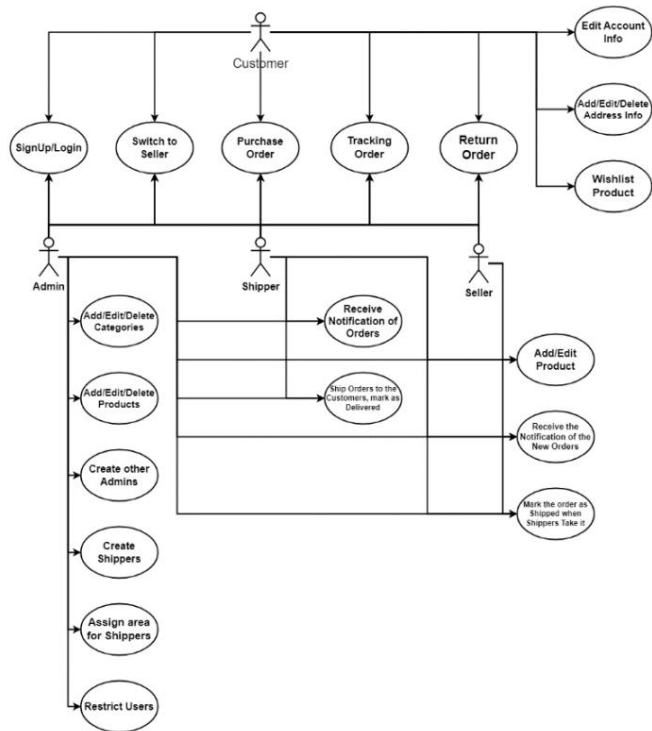 Customer
Edit Account
Info
Add/Edit/Delete
Address Info
Wishlist
Product
SignUp/Login
Switch to
Seller
Purchase
Order
Tracking
Order
Return
Order
Admin
Shipper
Seller
Add/Edit/Delete
Categories
Receive
Notification of
Orders
Add/Edit
Product
Add/Edit/Delete
Products
Ship Orders to the
Customers, mark as
Delivered
Receive the
Notification of the
New Orders
Create other
Admins
Mark the order as
Shipped when
Shippers Take it
Create
Shippers
Assign area
for Shippers
Restrict Users